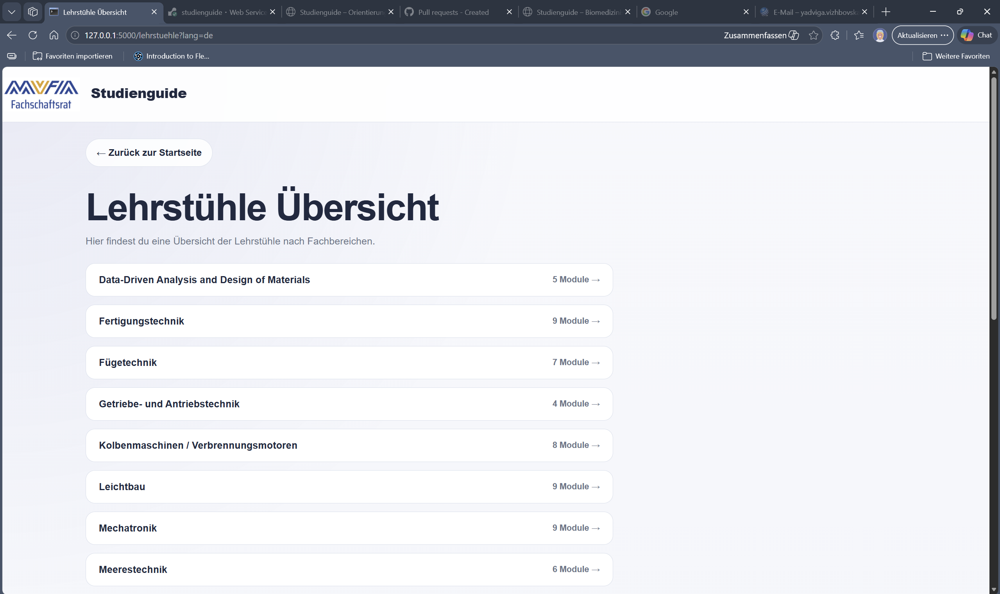 Lehrstühle Übersicht
studienguide · Web Service
Studienguide – Orientierung
Pull requests - Created
Studienguide – Biomedizini
Google
E-Mail – yadviga.vizhbovska
127.0.0.1:5000/lehrstuehle?lang=de
Zusammenfassen
Aktualisieren
Chat
Favoriten importieren
Introduction to Fle...
Weitere Favoriten
MVFIA
Fachschaftsrat
Studienguide
← Zurück zur Startseite
Lehrstühle Übersicht
Hier findest du eine Übersicht der Lehrstühle nach Fachbereichen.
Data-Driven Analysis and Design of Materials 5 Module →
Fertigungstechnik 9 Module →
Fügetechnik 7 Module →
Getriebe- und Antriebstechnik 4 Module →
Kolbenmaschinen / Verbrennungsmotoren 8 Module →
Leichtbau 9 Module →
Mechatronik 9 Module →
Meerestechnik 6 Module →